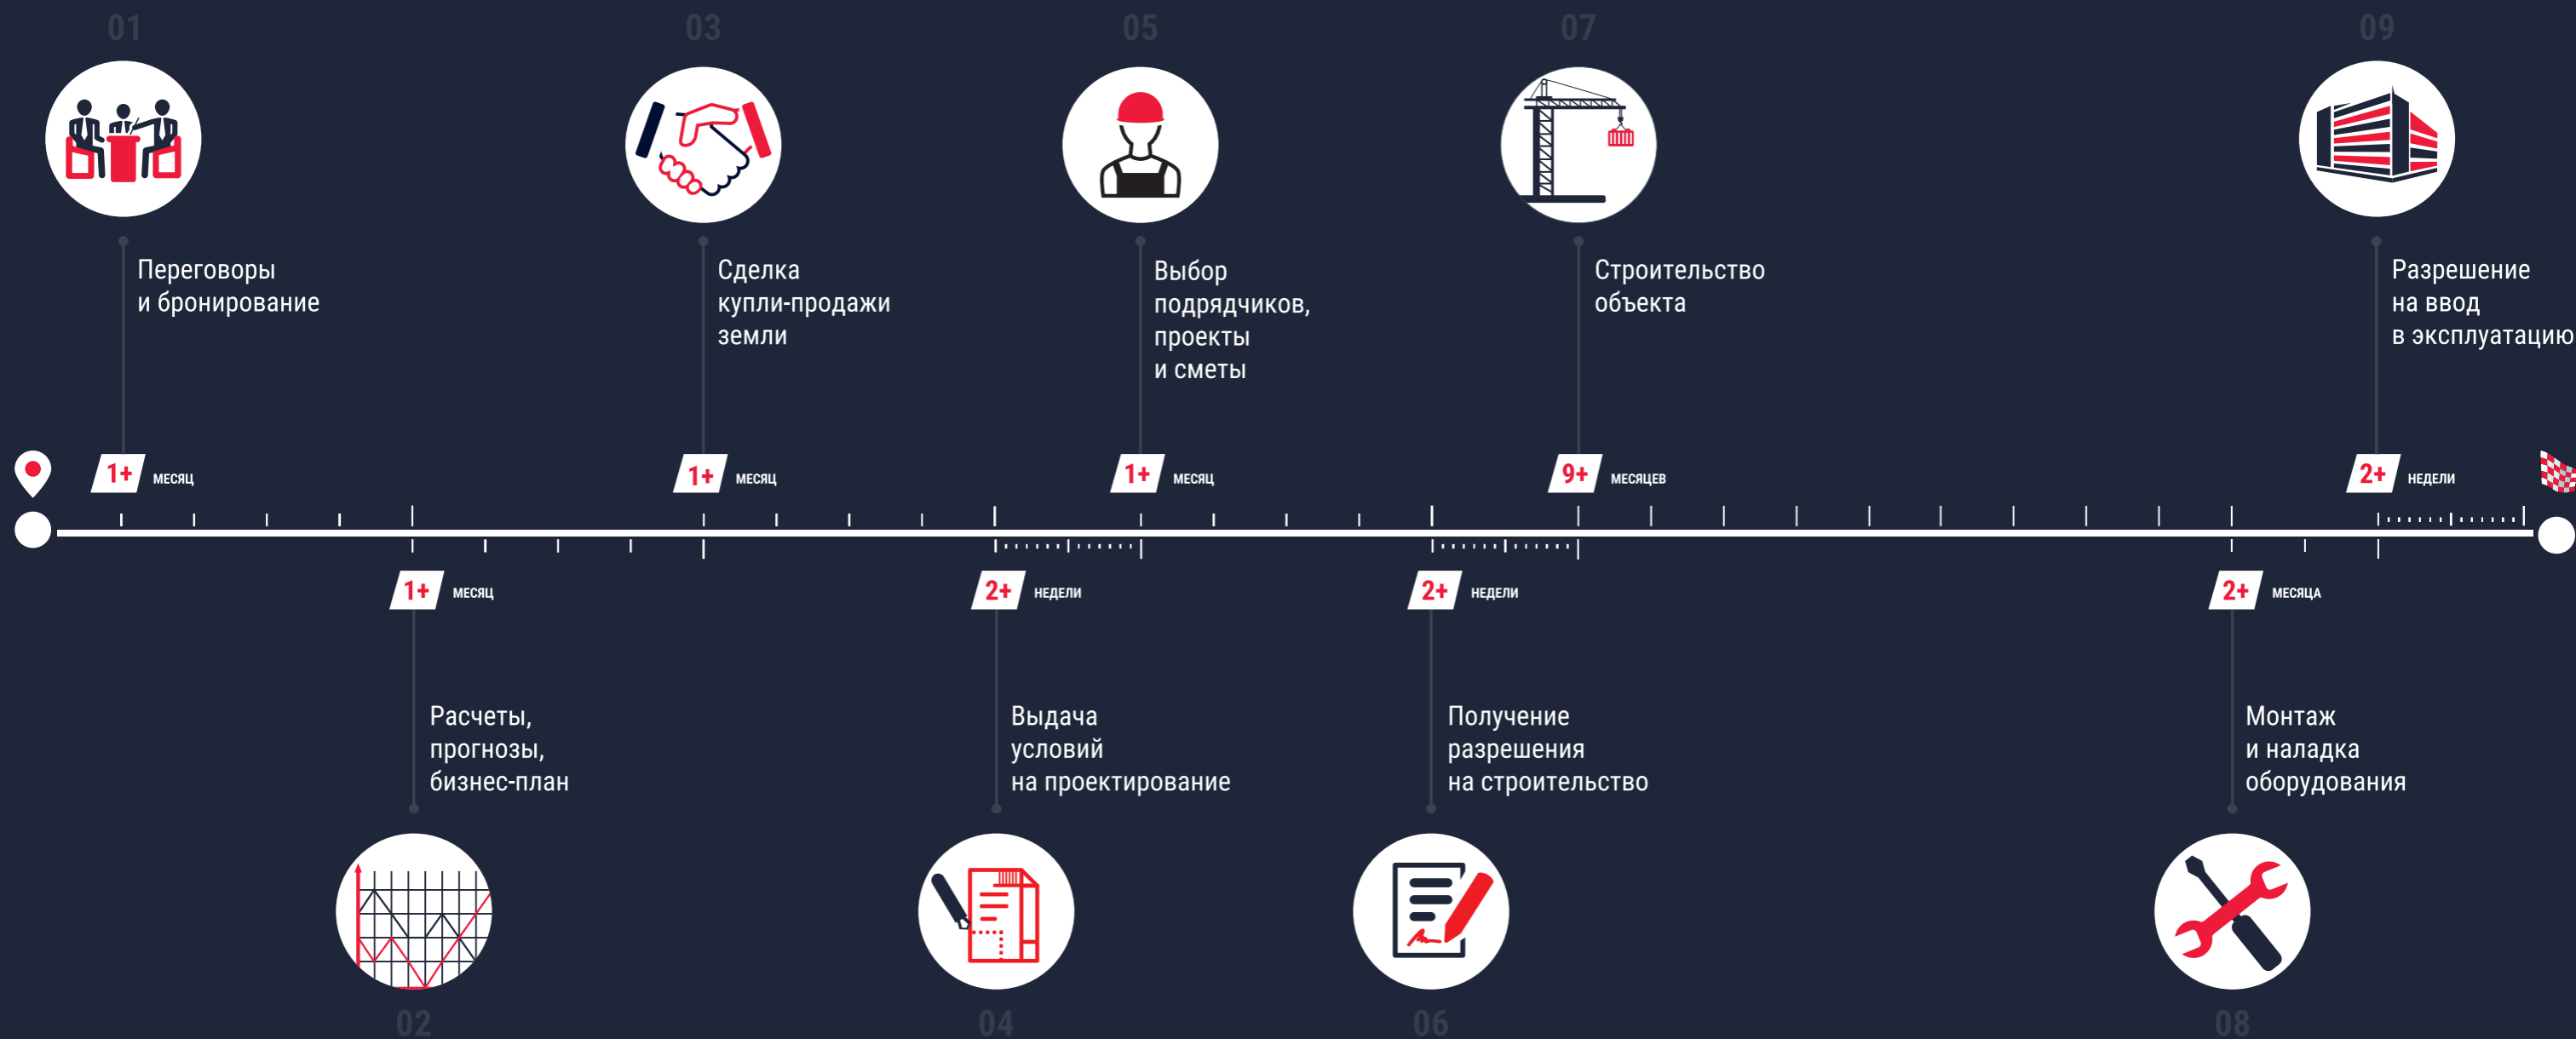 01
03
05
07
09
Переговоры
и бронирование
Сделка
купли-продажи
земли
Выбор
подрядчиков,
проекты
и сметы
Строительство
объекта
Разрешение
на ввод
в эксплуатацию
1+ МЕСЯЦ
1+ МЕСЯЦ
1+ МЕСЯЦ
9+ МЕСЯЦЕВ
2+ НЕДЕЛИ
1+ МЕСЯЦ
2+ НЕДЕЛИ
2+ НЕДЕЛИ
2+ МЕСЯЦА
Расчеты,
прогнозы,
бизнес-план
Выдача
условий
на проектирование
Получение
разрешения
на строительство
Монтаж
и наладка
оборудования
02
04
06
08